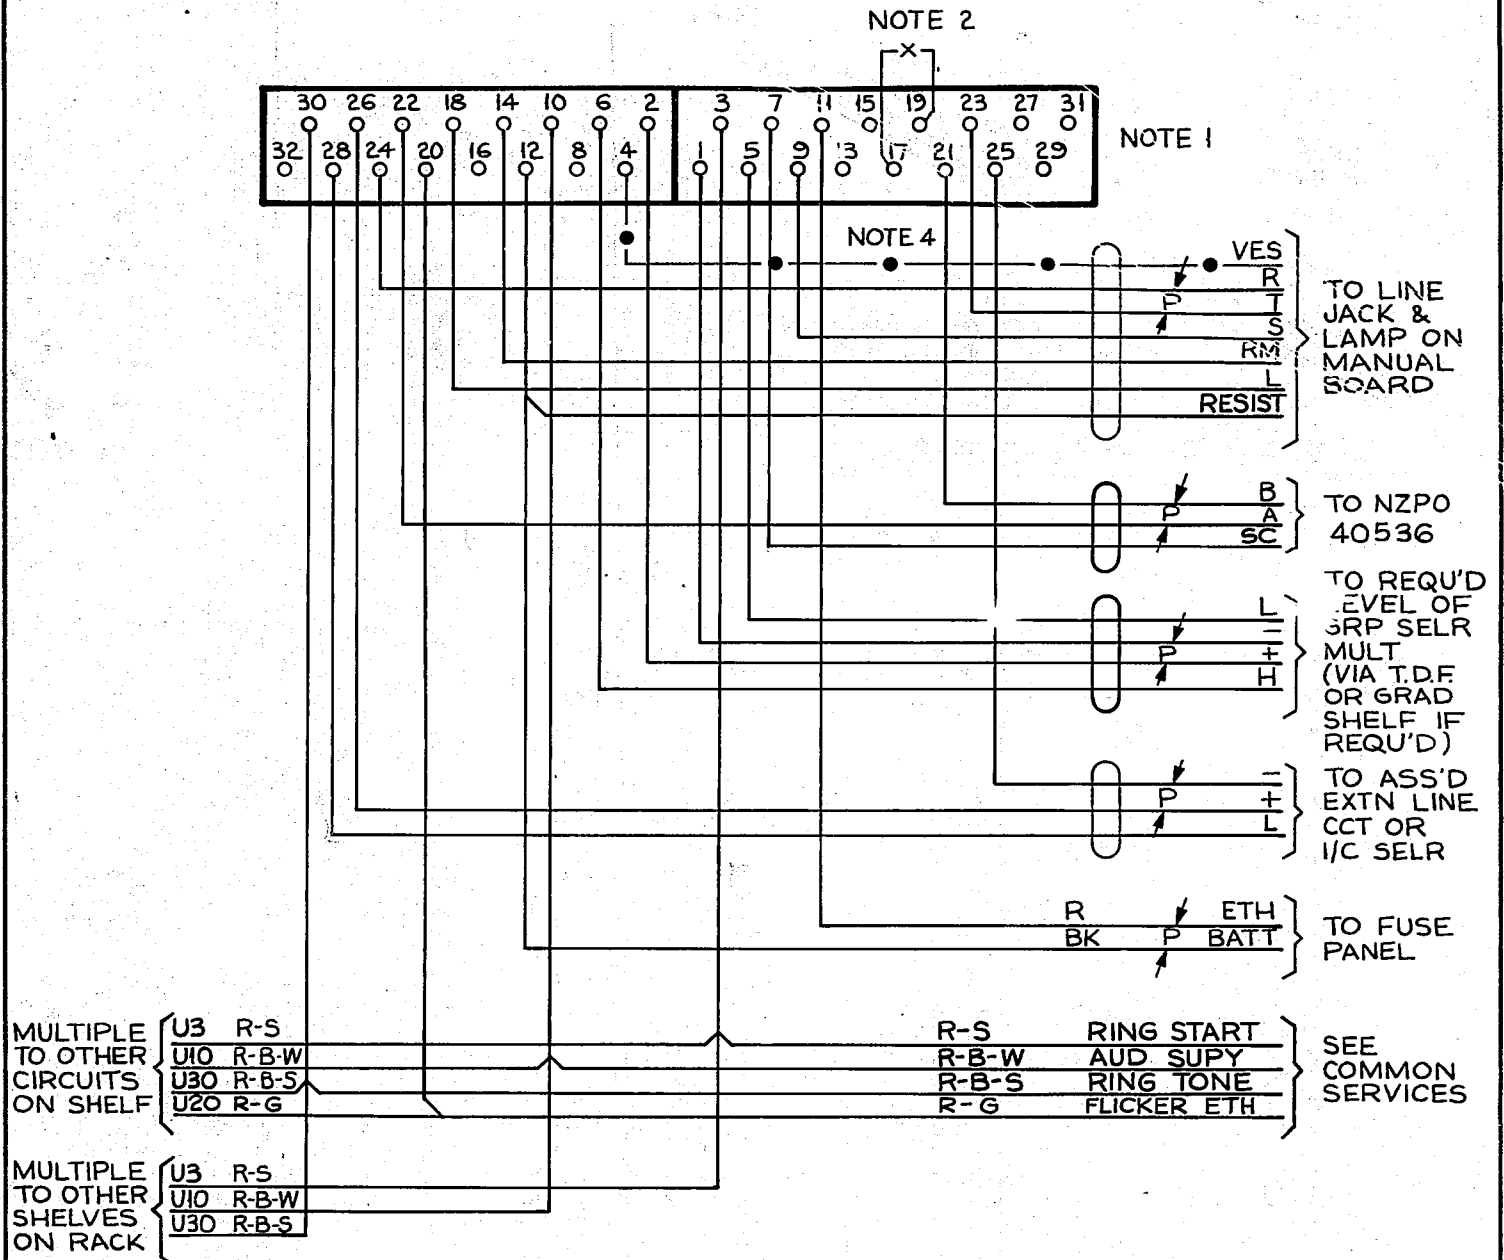 NOTE 2
X
30 26 22 18 14 10 6 2 3 7 11 15 19 23 27 31
NOTE 1
32 28 24 20 16 12 8 4 1 5 9 13 17 21 25 29
NOTE 4
VES
R
P T
S
RM
L
RESIST
TO LINE
JACK &
LAMP ON
MANUAL
BOARD
B
P A
SC
TO NZPO
40536
L
−
P +
H
TO REQU'D
LEVEL OF
GRP SELR
MULT
(VIA T.D.F.
OR GRAD
SHELF IF
REQU'D)
−
P +
L
TO ASS'D
EXTN LINE
CCT OR
I/C SELR
R ETH
BK P BATT
TO FUSE
PANEL
MULTIPLE
TO OTHER
CIRCUITS
ON SHELF
U3 R-S
U10 R-B-W
U30 R-B-S
U20 R-G
R-S RING START
R-B-W AUD SUPY
R-B-S RING TONE
R-G FLICKER ETH
SEE
COMMON
SERVICES
MULTIPLE
TO OTHER
SHELVES
ON RACK
U3 R-S
U10 R-B-W
U30 R-B-S